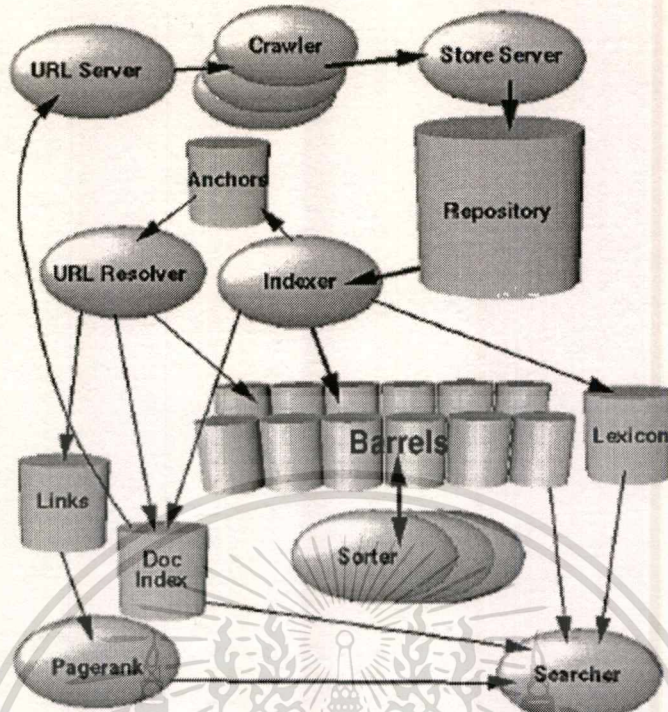 URL Server
Crawler
Store Server
Anchors
Repository
URL Resolver
Indexer
Barrels
Lexicon
Links
Doc
Index
Sorter
Pagerank
Searcher